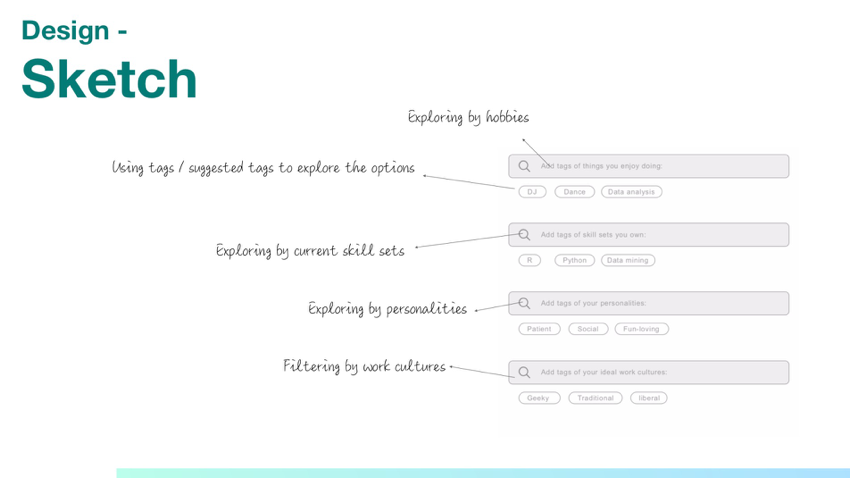 Design -
Sketch
Exploring by hobbies
Using tags / suggested tags to explore the options
Add tags of things you enjoy doing:
DJ Dance Data analysis
Exploring by current skill sets
Add tags of skill sets you own:
R Python Data mining
Exploring by personalities
Add tags of your personalities:
Patient Social Fun-loving
Filtering by work cultures
Add tags of your ideal work cultures:
Geeky Traditional liberal